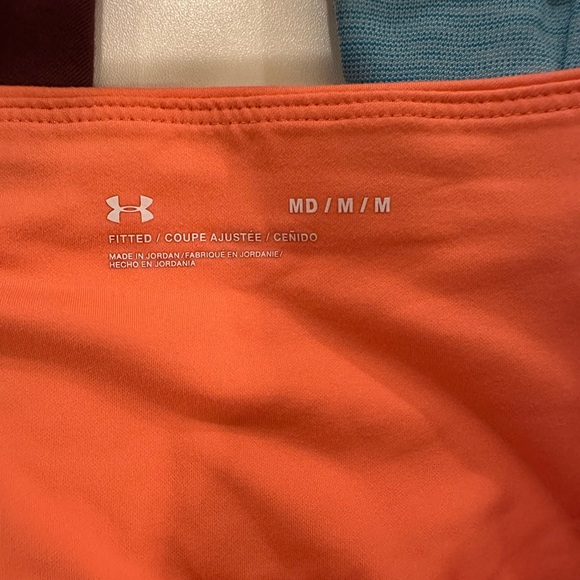 MD / M / M
FITTED / COUPE AJUSTÉE / CEÑIDO
MADE IN JORDAN / FABRIQUÉ EN JORDANIE /
HECHO EN JORDANIA